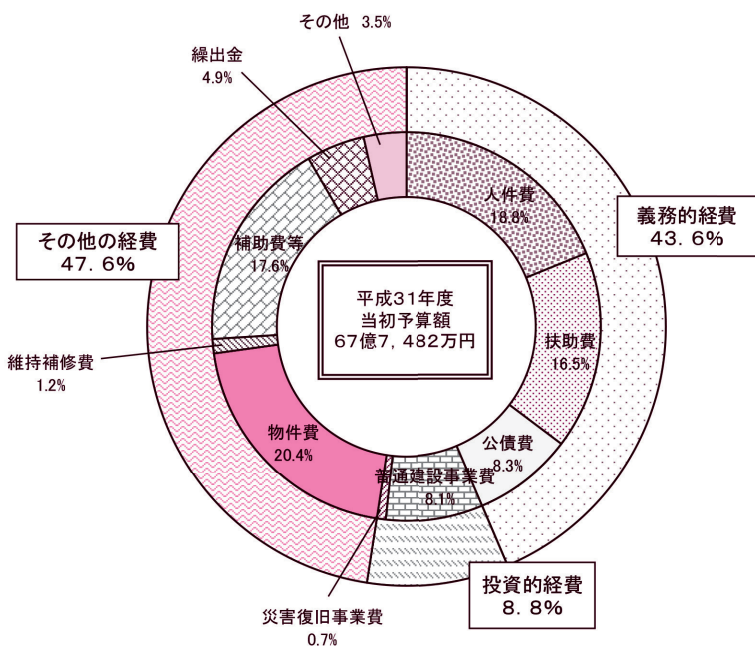 その他 3.5%
繰出金
4.9%
人件費
18.8%
義務的経費
43.6%
その他の経費
47.6%
補助費等
17.6%
平成31年度
当初予算額
67億7,482万円
扶助費
16.5%
維持補修費
1.2%
物件費
20.4%
公債費
8.3%
普通建設事業費
8.1%
投資的経費
8.8%
災害復旧事業費
0.7%